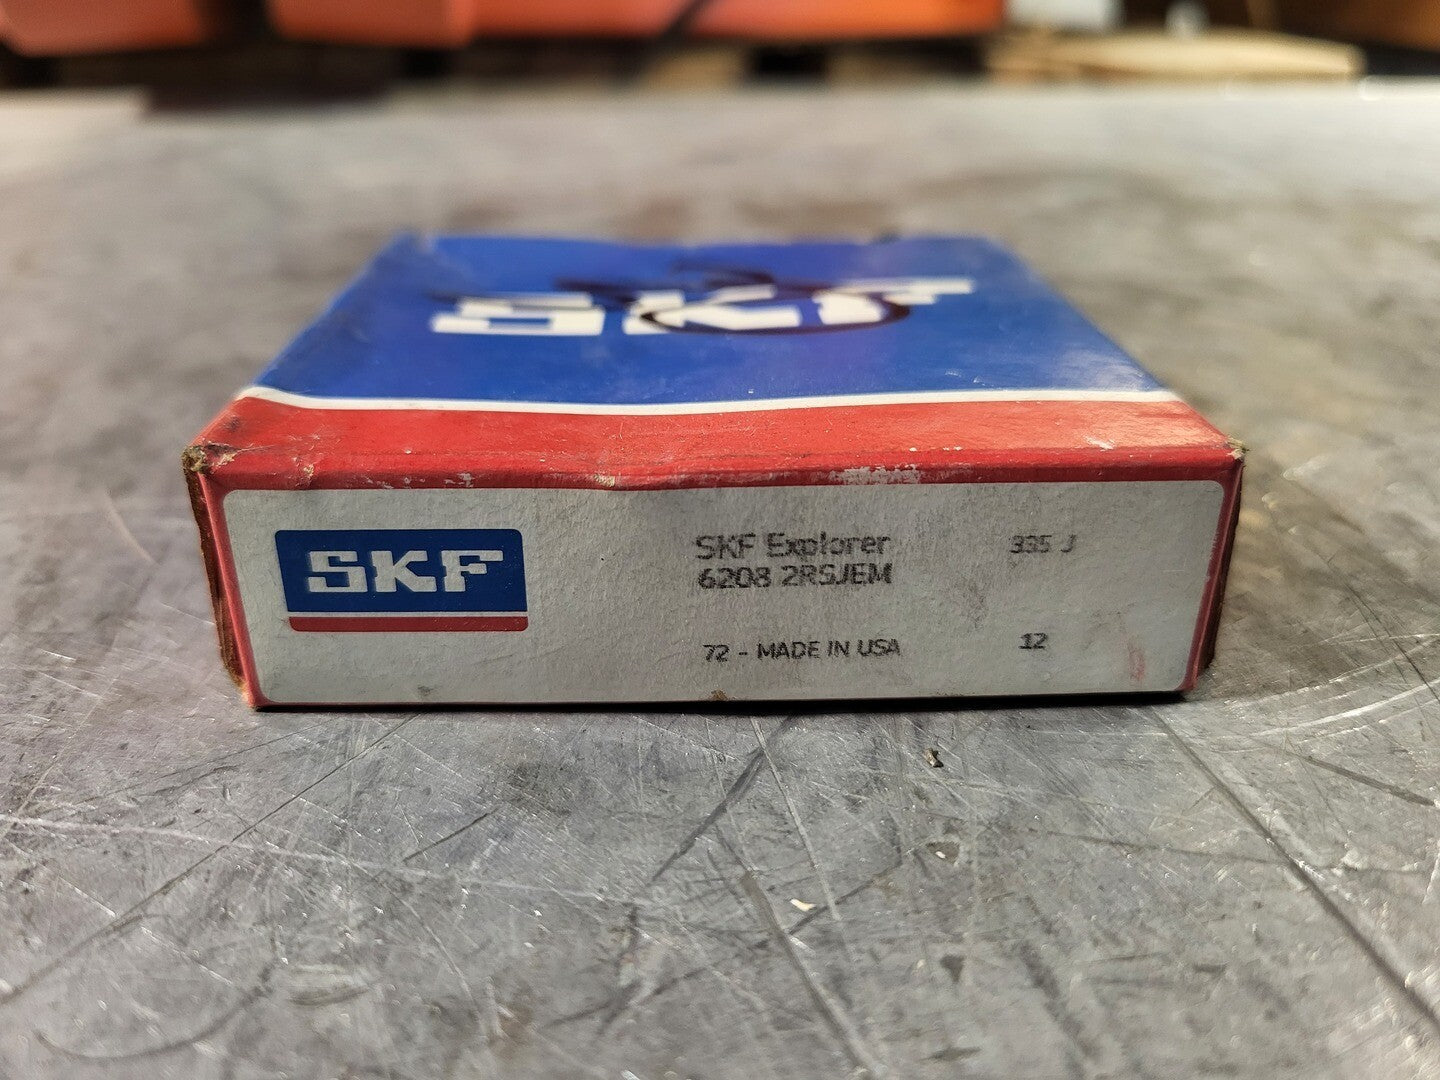 SKF
SKF
SKF Explorer 335 J
6208 2RSJEM
72 - MADE IN USA 12